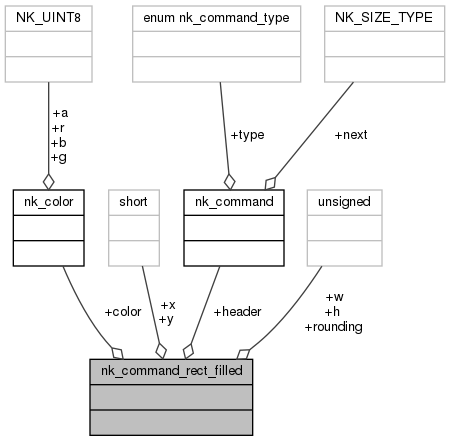 NK_UINT8
enum nk_command_type
NK_SIZE_TYPE
+a
+r
+b
+g
+type
+next
nk_color
short
nk_command
unsigned
+color
+x
+y
+header
+w
+h
+rounding
nk_command_rect_filled